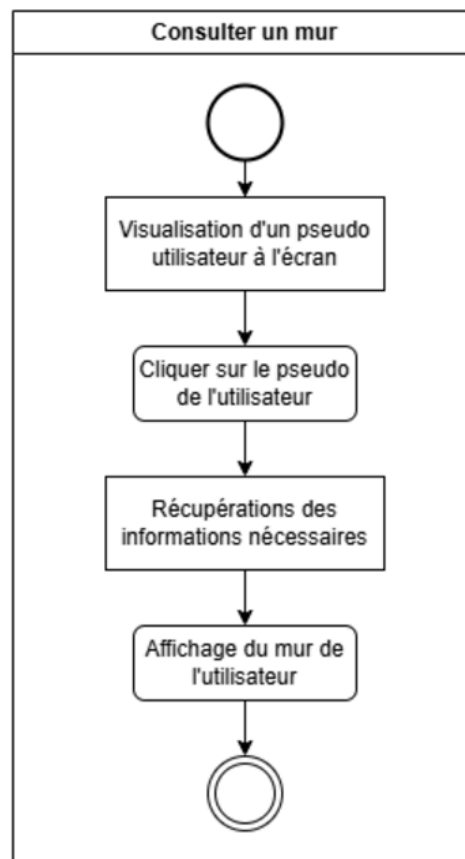 Consulter un mur
Visualisation d'un pseudo
utilisateur à l'écran
Cliquer sur le pseudo
de l'utilisateur
Récupérations des
informations nécessaires
Affichage du mur de
l'utilisateur